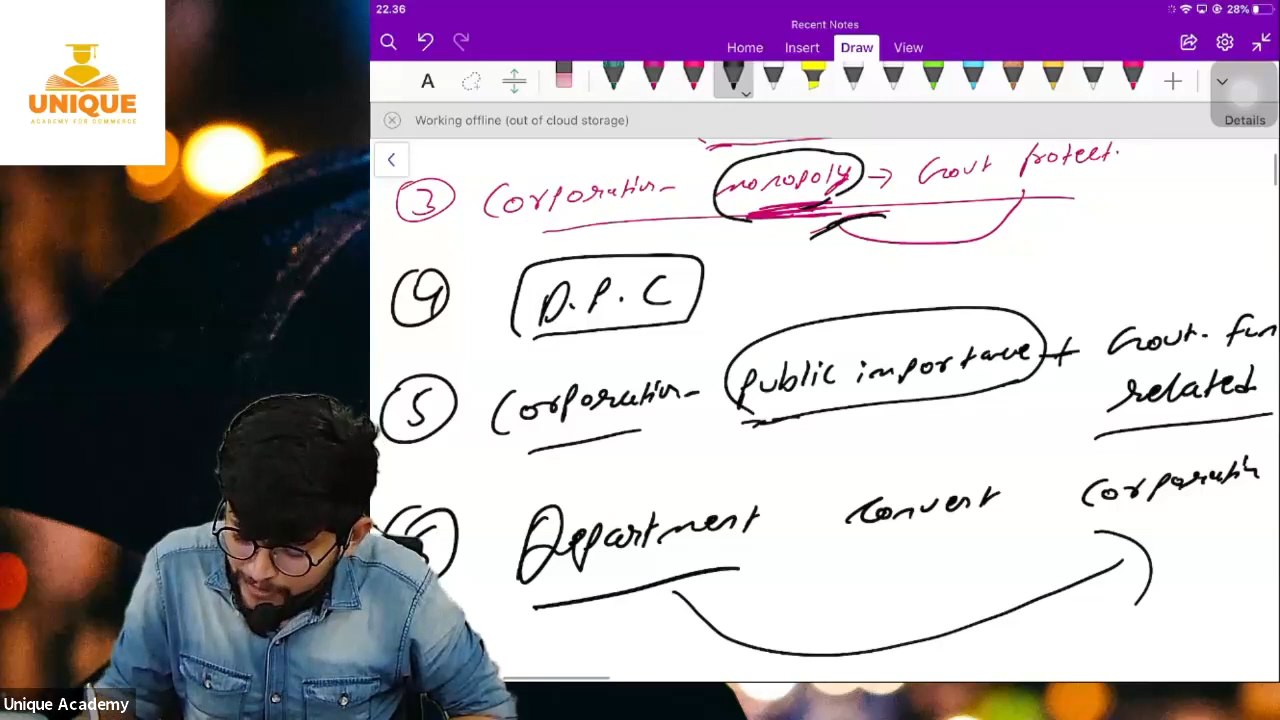 22.36
28%
Recent Notes
Home Insert Draw View
A
Details
Working offline (out of cloud storage)
UNIQUE
ACADEMY FOR COMMERCE
3 Corporation - monopoly → Govt protect.
4 D.P.C
5 Corporation - public importance + Govt. fun
related
6 Department convert corporation
Unique Academy